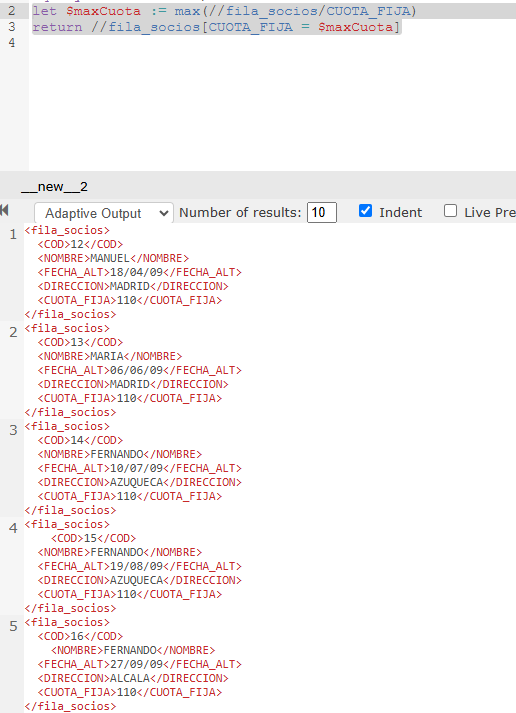 2 let $maxCuota := max(//fila_socios/CUOTA_FIJA)
3 return //fila_socios[CUOTA_FIJA = $maxCuota]
4
__new__2
Adaptive Output Number of results: 10 Indent Live Pre
1 <fila_socios>
<COD>12</COD>
<NOMBRE>MANUEL</NOMBRE>
<FECHA_ALT>18/04/09</FECHA_ALT>
<DIRECCION>MADRID</DIRECCION>
<CUOTA_FIJA>110</CUOTA_FIJA>
</fila_socios>
2 <fila_socios>
<COD>13</COD>
<NOMBRE>MARIA</NOMBRE>
<FECHA_ALT>06/06/09</FECHA_ALT>
<DIRECCION>MADRID</DIRECCION>
<CUOTA_FIJA>110</CUOTA_FIJA>
</fila_socios>
3 <fila_socios>
<COD>14</COD>
<NOMBRE>FERNANDO</NOMBRE>
<FECHA_ALT>10/07/09</FECHA_ALT>
<DIRECCION>AZUQUECA</DIRECCION>
<CUOTA_FIJA>110</CUOTA_FIJA>
</fila_socios>
4 <fila_socios>
<COD>15</COD>
<NOMBRE>FERNANDO</NOMBRE>
<FECHA_ALT>19/08/09</FECHA_ALT>
<DIRECCION>AZUQUECA</DIRECCION>
<CUOTA_FIJA>110</CUOTA_FIJA>
</fila_socios>
5 <fila_socios>
<COD>16</COD>
<NOMBRE>FERNANDO</NOMBRE>
<FECHA_ALT>27/09/09</FECHA_ALT>
<DIRECCION>ALCALA</DIRECCION>
<CUOTA_FIJA>110</CUOTA_FIJA>
</fila_socios>